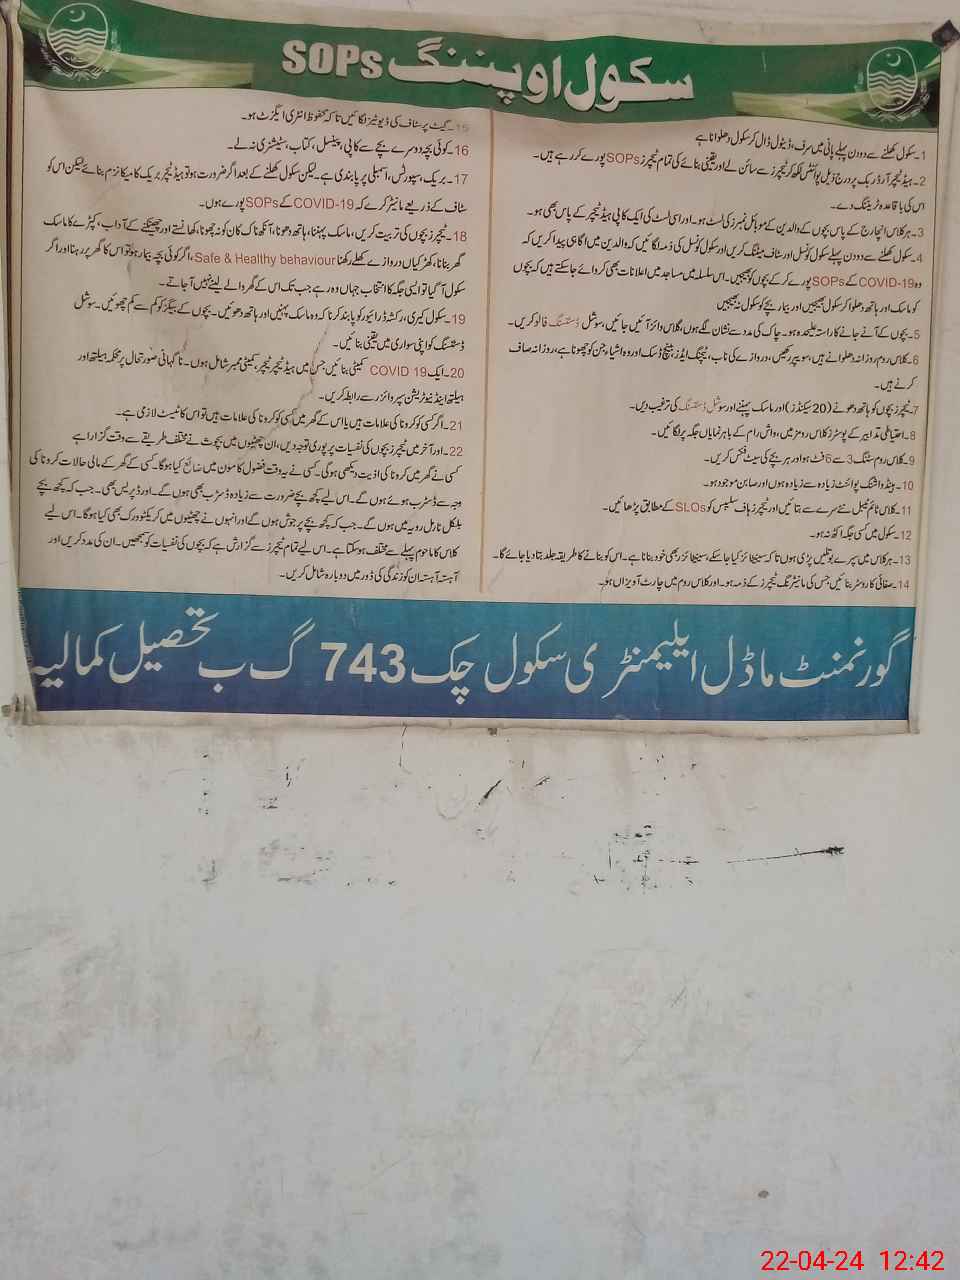 سکول اوپننگ SOPs
1۔ سکول کھلنے سے دو دن پہلے پانی میں سرف، ڈیٹول ڈال کر سکول دھلوانا ہے
2۔ ہیڈ ٹیچر آرڈر بک پر درج ذیل پوائنٹس لکھ کر ٹیچرز سے سائن لے اور یقینی بنائے کی تمام ٹیچرز SOPs پورے کر رہے ہیں۔
اس کی باقاعدہ ٹریننگ دے۔
3۔ ہر کلاس انچارج کے پاس بچوں کے والدین کے موبائل نمبرز کی لسٹ ہو۔ اور اسی لسٹ کی ایک کاپی ہیڈ ٹیچر کے پاس بھی ہو۔
4۔ سکول کھلنے سے دو دن پہلے سکول کونسل اور سٹاف میٹنگ کریں اور سکول کونسل کی ذمہ لگائیں کہ والدین میں آگاہی پیدا کریں کہ
وہ COVID-19 کے SOPs پورے کر کے بچوں کو بھیجیں۔ اس سلسلہ میں مساجد میں اعلانات بھی کروائے جا سکتے ہیں کہ بچوں
کو ماسک اور ہاتھ دھلوا کر سکول بھیجیں اور بیمار بچے کو سکول نہ بھیجیں
5۔ بچوں کے آنے جانے کا راستہ علیحدہ ہو۔ چاک کی مدد سے نشان لگے ہوں، کلاس وائز آئیں جائیں، سوشل ڈسٹنسنگ فالو کریں۔
6۔ کلاس روم روزانہ دھلوانے ہیں، سویپر رکھیں، دروازے کی ناب، ٹیچنگ ایڈز، بینچ ڈسک اور وہ اشیاء جن کو چھونا ہے، روزانہ صاف
کرنے ہیں۔
7۔ ٹیچرز بچوں کو ہاتھ دھونے (20 سیکنڈز) اور ماسک پہننے اور سوشل ڈسٹنسنگ کی ترغیب دیں۔
8۔ احتیاطی تدابیر کے پوسٹرز کلاس رومز میں، واش رام کے باہر نمایاں جگہ پر لگائیں۔
9۔ کلاس روم سٹنگ 3 سے 6 فٹ ہو اور ہر بچے کی سیٹ فکس کریں۔
10۔ ہینڈ واشنگ پوائنٹ زیادہ سے زیادہ ہوں اور صابن موجود ہو۔
11۔ کلاس ٹائم ٹیبل نئے سرے سے بنائیں اور ٹیچرز ہاف سلیبس کو SLOs کے مطابق پڑھائیں۔
12۔ سکول میں کسی جگہ اکٹھ نہ ہو۔
13۔ ہر کلاس میں سپرے بوتلیں پڑی ہوں تاکہ سینیٹائز کیا جا سکے، سینیٹائزر بھی خود بنانا ہے۔ اس کو بنانے کا طریقہ جلد بتا دیا جائے گا۔
14۔ صفائی کا روسٹر بنائیں جس کی مانیٹرنگ ٹیچرز کے ذمہ ہو۔ اور کلاس روم میں چارٹ آویزاں ہو۔
15۔ گیٹ پر سٹاف کی ڈیوٹیز لگائیں تاکہ محفوظ انٹری ایگزٹ ہو۔
16۔ کوئی بچہ دوسرے بچے سے کاپی، پینسل، کتاب، سٹیشنری نہ لے۔
17۔ بریک، سپورٹس، اسمبلی پر پابندی ہے۔ لیکن سکول کھلنے کے بعد اگر ضرورت ہو تو ہیڈ ٹیچر بریک کا میکانزم بنائے لیکن اس کو
سٹاف کے ذریعے مانیٹر کرے کہ COVID-19 کے SOPs پورے ہوں۔
18۔ ٹیچرز بچوں کی تربیت کریں، ماسک پہننا، ہاتھ دھونا، آنکھ ناک کان کو نہ چھونا، کھانسنے اور چھینکنے کے آداب، کپڑے کا ماسک
گھر بنانا، کھڑکیاں دروازے کھلے رکھنا Safe & Healthy behaviour، اگر کوئی بچہ بیمار ہو تو اس کا گھر پر رہنا اور اگر
سکول آ گیا تو ایسی جگہ کا انتخاب جہاں وہ رہے جب تک اس کے گھر والے لینے نہیں آ جاتے۔
19۔ سکول کیری، رکشہ ڈرائیور کو پابند کرنا کہ وہ ماسک پہنیں اور ہاتھ دھوئیں۔ بچوں کے بیگز کو کم سے کم چھوئیں۔ سوشل
ڈسٹنسنگ کو اپنی سواری میں یقینی بنائیں۔
20۔ ایک COVID 19 کمیٹی بنائیں جس میں ہیڈ ٹیچر، ٹیچر، کمیٹی ممبر شامل ہوں۔ ناگہانی صورتحال پر محکمہ ہیلتھ اور
ہیلتھ اینڈ نیوٹریشن سپروائزر سے رابطہ کریں۔
21۔ اگر کسی کو کرونا کی علامات ہیں یا اس کے گھر میں کسی کو کرونا کی علامات ہیں تو اس کا ٹیسٹ لازمی ہے۔
22۔ اور آخر میں ٹیچرز بچوں کی نفسیات پر پوری توجہ دیں، ان چھٹیوں میں بچوں نے مختلف طریقے سے وقت گزارا ہے
کسی نے گھر میں کرونا کی اذیت دیکھی ہو گی۔ کسی نے یہ وقت فضول کاموں میں ضائع کیا ہو گا۔ کسی کے گھر کے مالی حالات کرونا کی
وجہ سے ڈسٹرب ہوئے ہوں گے۔ اس لیے کچھ بچے ضرورت سے زیادہ ڈسٹرب بھی ہوں گے۔ اور ڈپریس بھی۔ جب کہ کچھ بچے
بالکل نارمل رویہ میں ہوں گے۔ جب کہ کچھ بچے پرجوش ہوں گے اور انہوں نے چھٹیوں میں کریٹیو ورک بھی کیا ہو گا۔ اس لیے
کلاس کا ماحول پہلے سے مختلف ہو سکتا ہے۔ اس لیے تمام ٹیچرز سے گزارش ہے کہ بچوں کی نفسیات کو سمجھیں۔ ان کی مدد کریں اور
آہستہ آہستہ ان کو زندگی کی ڈور میں دوبارہ شامل کریں۔
گورنمنٹ ماڈل ایلیمنٹری سکول چک 743 گ ب تحصیل کمالیہ
22-04-24 12:42